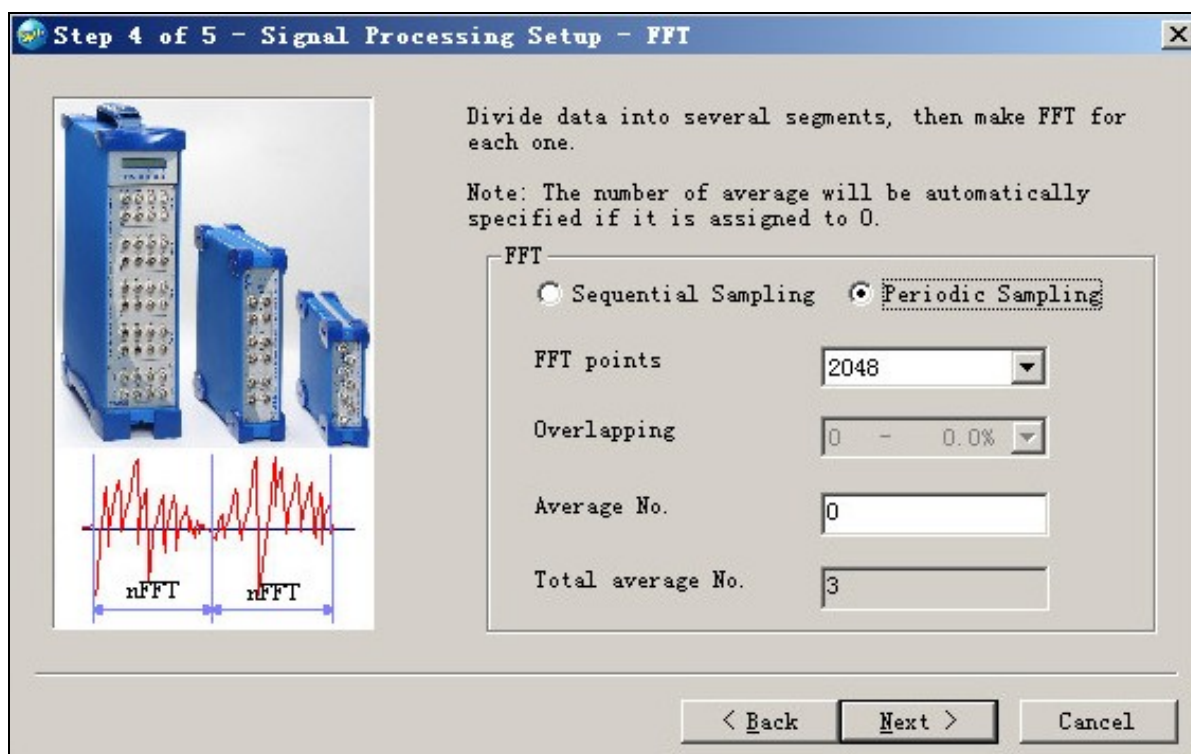 Step 4 of 5 - Signal Processing Setup - FFT
Divide data into several segments, then make FFT for
each one.
Note: The number of average will be automatically
specified if it is assigned to 0.
FFT
Sequential Sampling
Periodic Sampling
FFT points
2048
Overlapping
0 - 0.0%
Average No.
0
Total average No.
3
nFFT
nFFT
< Back
Next >
Cancel